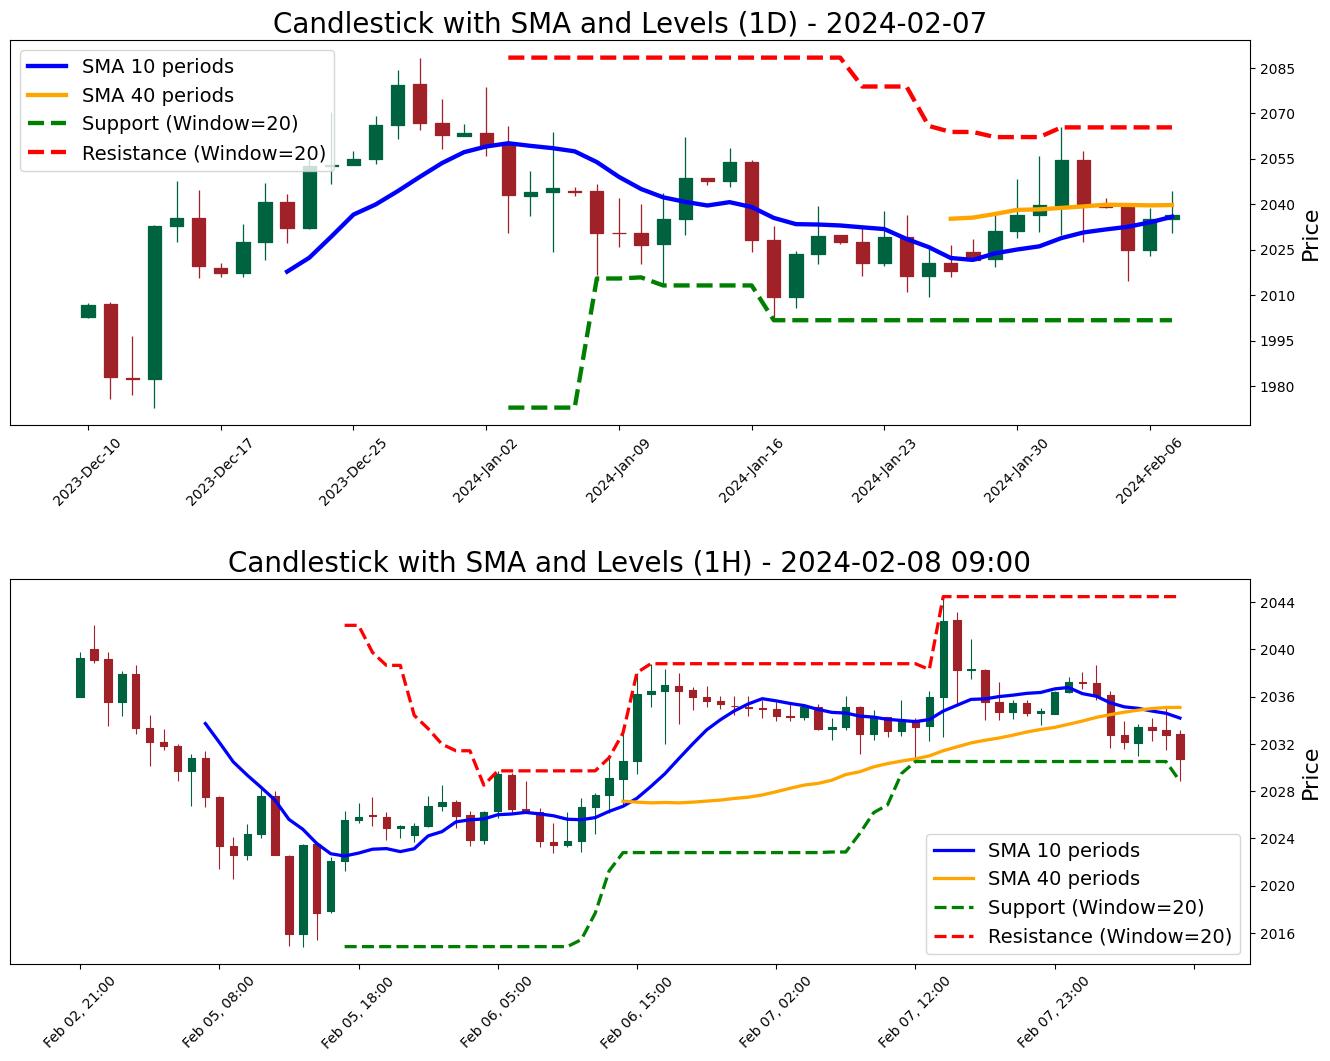 Candlestick with SMA and Levels (1D) - 2024-02-07
SMA 10 periods
SMA 40 periods
Support (Window=20)
Resistance (Window=20)
2085
2070
2055
2040
2025
2010
1995
1980
Price
2023-Dec-10
2023-Dec-17
2023-Dec-25
2024-Jan-02
2024-Jan-09
2024-Jan-16
2024-Jan-23
2024-Jan-30
2024-Feb-06
Candlestick with SMA and Levels (1H) - 2024-02-08 09:00
2044
2040
2036
2032
2028
2024
2020
2016
Price
SMA 10 periods
SMA 40 periods
Support (Window=20)
Resistance (Window=20)
Feb 02, 21:00
Feb 05, 08:00
Feb 05, 18:00
Feb 06, 05:00
Feb 06, 15:00
Feb 07, 02:00
Feb 07, 12:00
Feb 07, 23:00